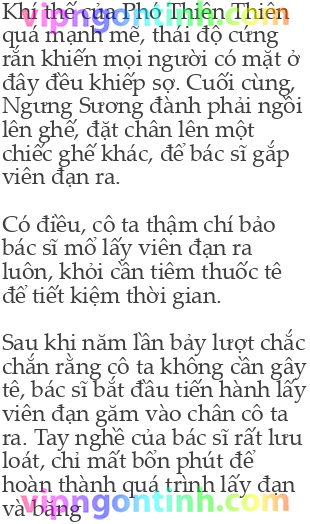 Khí thế của Phó Thiên Thiên
quá mạnh mẽ, thái độ cứng
rắn khiến mọi người có mặt ở
đây đều khiếp sợ. Cuối cùng,
Ngưng Sương đành phải ngồi
lên ghế, đặt chân lên một
chiếc ghế khác, để bác sĩ gắp
viên đạn ra.
Có điều, cô ta thậm chí bảo
bác sĩ mổ lấy viên đạn ra
luôn, khỏi cần tiêm thuốc tê
để tiết kiệm thời gian.
Sau khi năm lần bảy lượt chắc
chắn rằng cô ta không cần gây
tê, bác sĩ bắt đầu tiến hành lấy
viên đạn găm vào chân cô ta
ra. Tay nghề của bác sĩ rất lưu
loát, chỉ mất bốn phút để
hoàn thành quá trình lấy đạn
và băng
vipngontinh.com
vipngontinh.com